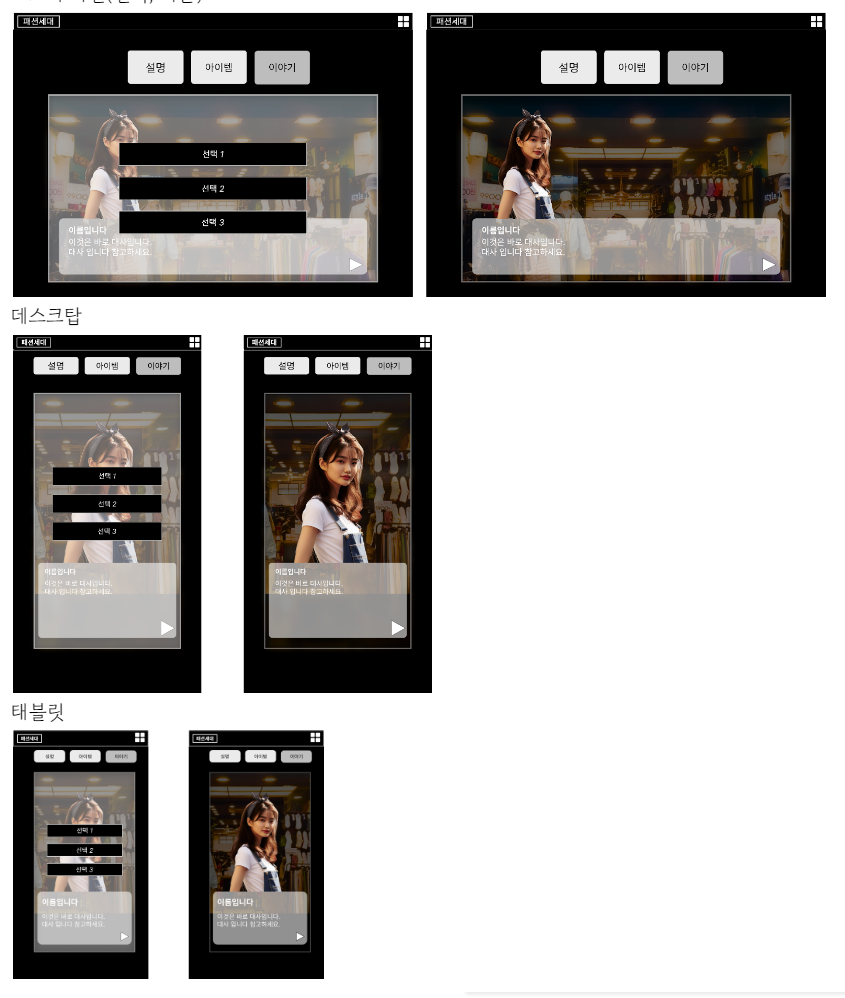 패션세대
설명 아이템 이야기
선택 1
선택 2
선택 3
이름입니다
이것은 바로 대사입니다.
대사 입니다 참고하세요.
패션세대
설명 아이템 이야기
이름입니다
이것은 바로 대사입니다.
대사 입니다 참고하세요.
데스크탑
패션세대
설명 아이템 이야기
선택 1
선택 2
선택 3
이름입니다
이것은 바로 대사입니다.
대사 입니다 참고하세요.
패션세대
설명 아이템 이야기
이름입니다
이것은 바로 대사입니다.
대사 입니다 참고하세요.
태블릿
패션세대
설명 아이템 이야기
선택 1
선택 2
선택 3
이름입니다
이것은 바로 대사입니다.
대사 입니다 참고하세요.
패션세대
설명 아이템 이야기
이름입니다
이것은 바로 대사입니다.
대사 입니다 참고하세요.